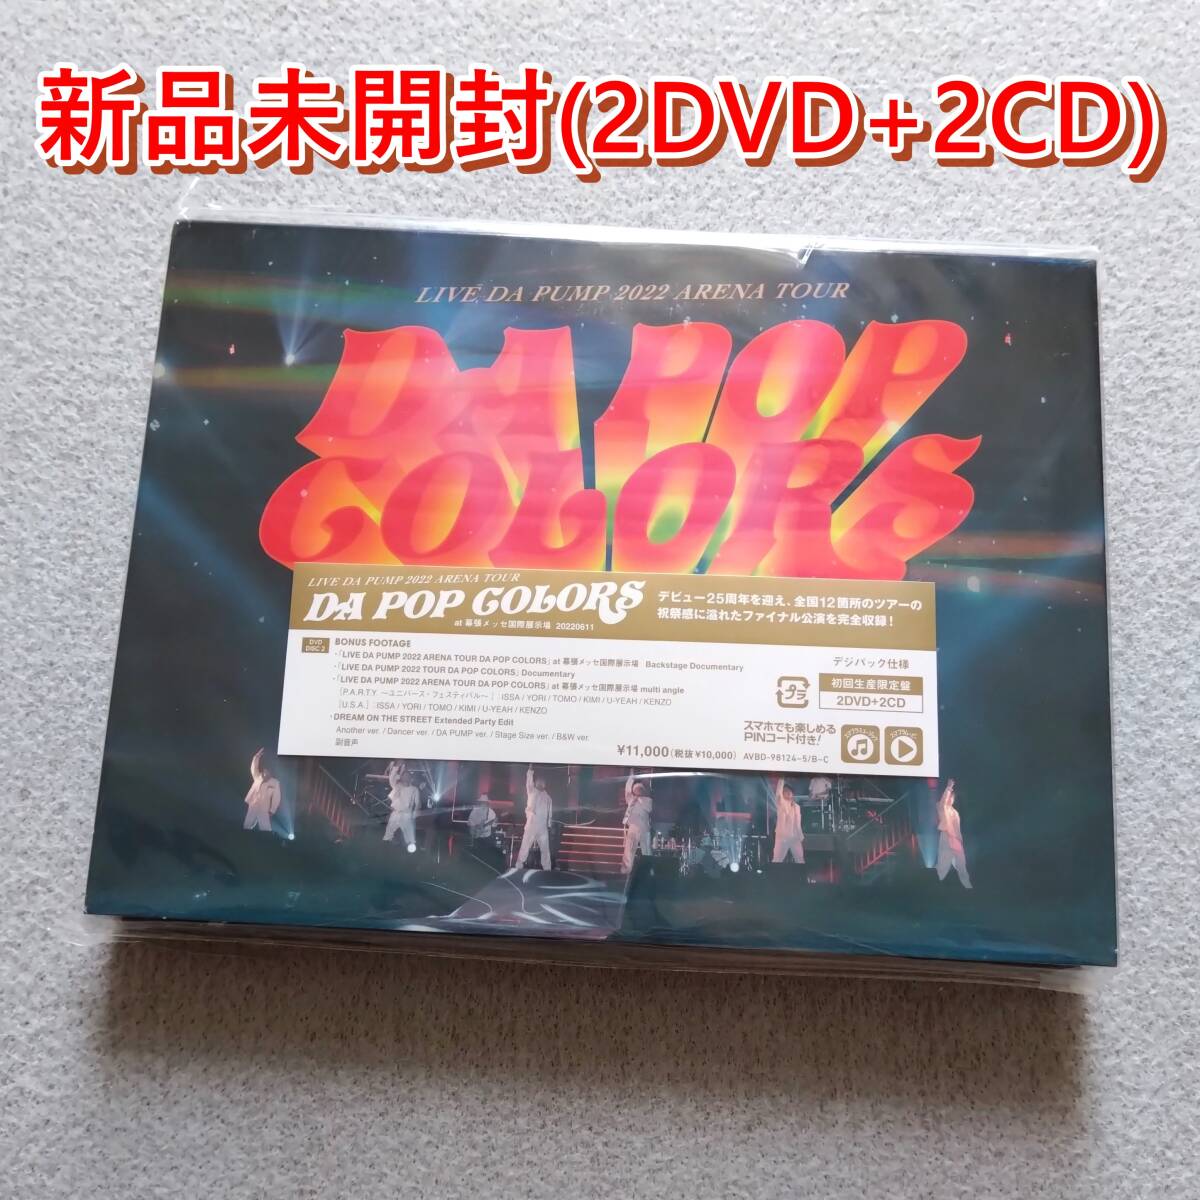 新品未開封(2DVD+2CD)
LIVE DA PUMP 2022 ARENA TOUR
DA POP
COLORS
LIVE DA PUMP 2022 ARENA TOUR
DA POP COLORS
at 幕張メッセ国際展示場 20220611
デビュー25周年を迎え、全国12箇所のツアーの
祝祭感に溢れたファイナル公演を完全収録!
DVD
DISC 2
BONUS FOOTAGE
・「LIVE DA PUMP 2022 ARENA TOUR DA POP COLORS」 at 幕張メッセ国際展示場 Backstage Documentary
・「LIVE DA PUMP 2022 TOUR DA POP COLORS」 Documentary
・「LIVE DA PUMP 2022 ARENA TOUR DA POP COLORS」 at 幕張メッセ国際展示場 multi angle
[P.A.R.T.Y. ～ユニバース・フェスティバル～] : ISSA / YORI / TOMO / KIMI / U-YEAH / KENZO
[U.S.A.] : ISSA / YORI / TOMO / KIMI / U-YEAH / KENZO
・DREAM ON THE STREET Extended Party Edit
Another ver. / Dancer ver. / DA PUMP ver. / Stage Size ver. / B&W ver.
副音声
¥11,000(税抜¥10,000)
デジパック仕様
プラ
初回生産限定盤
2DVD+2CD
スマホでも楽しめる
PINコード付き!
AVBD-98124~5/B~C